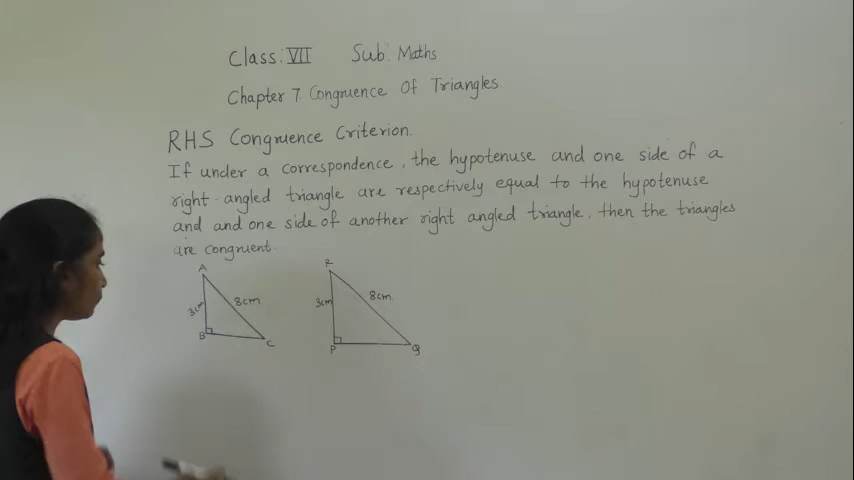 Class: VII Sub: Maths
Chapter 7. Congruence Of Triangles.
RHS Congruence Criterion.
If under a correspondence, the hypotenuse and one side of a
right-angled triangle are respectively equal to the hypotenuse
and and one side of another right angled triangle, then the triangles
are congruent.
A R
3cm 8cm 3cm 8cm.
B C P Q